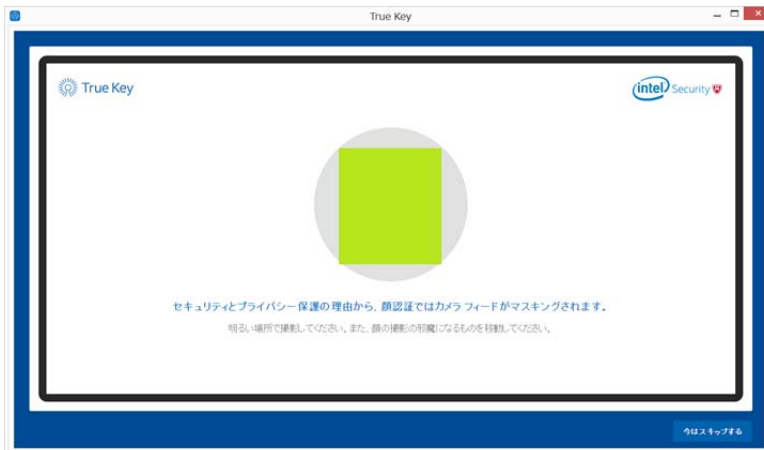 True Key
True Key
intel Security
セキュリティとプライバシー保護の理由から、顔認証ではカメラ フィードがマスキングされます。
明るい場所で撮影してください。また、顔の撮影の邪魔になるものを移動してください。
今はスキップする